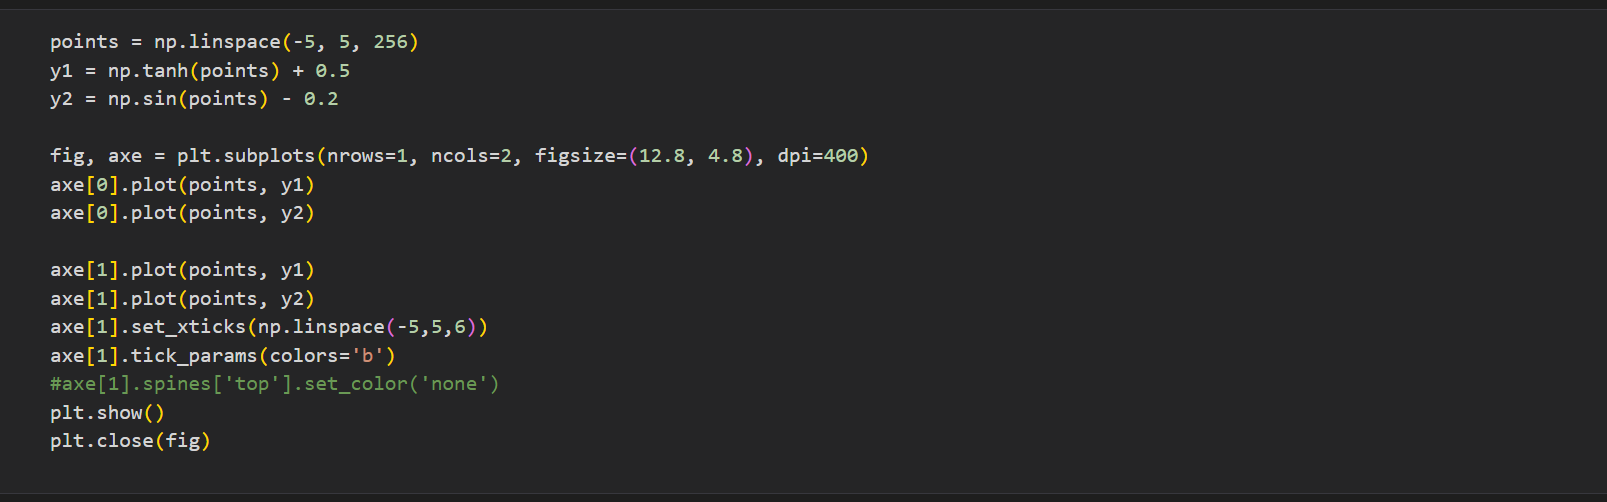 points = np.linspace(-5, 5, 256)
y1 = np.tanh(points) + 0.5
y2 = np.sin(points) - 0.2
fig, axe = plt.subplots(nrows=1, ncols=2, figsize=(12.8, 4.8), dpi=400)
axe[0].plot(points, y1)
axe[0].plot(points, y2)
axe[1].plot(points, y1)
axe[1].plot(points, y2)
axe[1].set_xticks(np.linspace(-5,5,6))
axe[1].tick_params(colors='b')
#axe[1].spines['top'].set_color('none')
plt.show()
plt.close(fig)